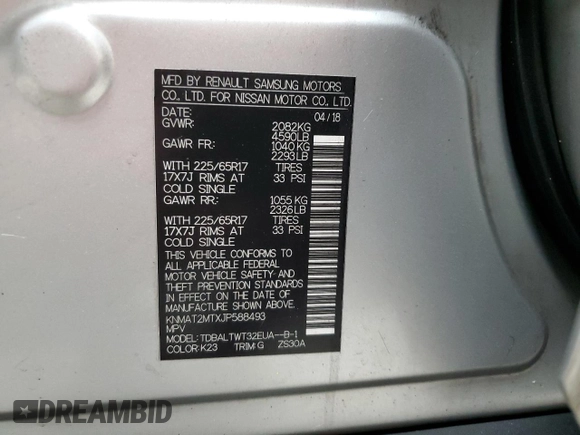 MFD BY RENAULT SAMSUNG MOTORS
CO., LTD. FOR NISSAN MOTOR CO., LTD.
DATE: 04/18
GVWR: 2082KG
4590LB
GAWR FR: 1040KG
2293LB
WITH 225/65R17 TIRES
17X7J RIMS AT 33 PSI
COLD SINGLE
GAWR RR: 1055KG
2326LB
WITH 225/65R17 TIRES
17X7J RIMS AT 33 PSI
COLD SINGLE
THIS VEHICLE CONFORMS TO
ALL APPLICABLE FEDERAL
MOTOR VEHICLE SAFETY AND
THEFT PREVENTION STANDARDS
IN EFFECT ON THE DATE OF
MANUFACTURE SHOWN ABOVE.
KNMAT2MTXJP588493
MPV
MODEL: TDBALTWT32EUA--D-1
COLOR:K23 TRIM:G ZS30A
DREAMBID